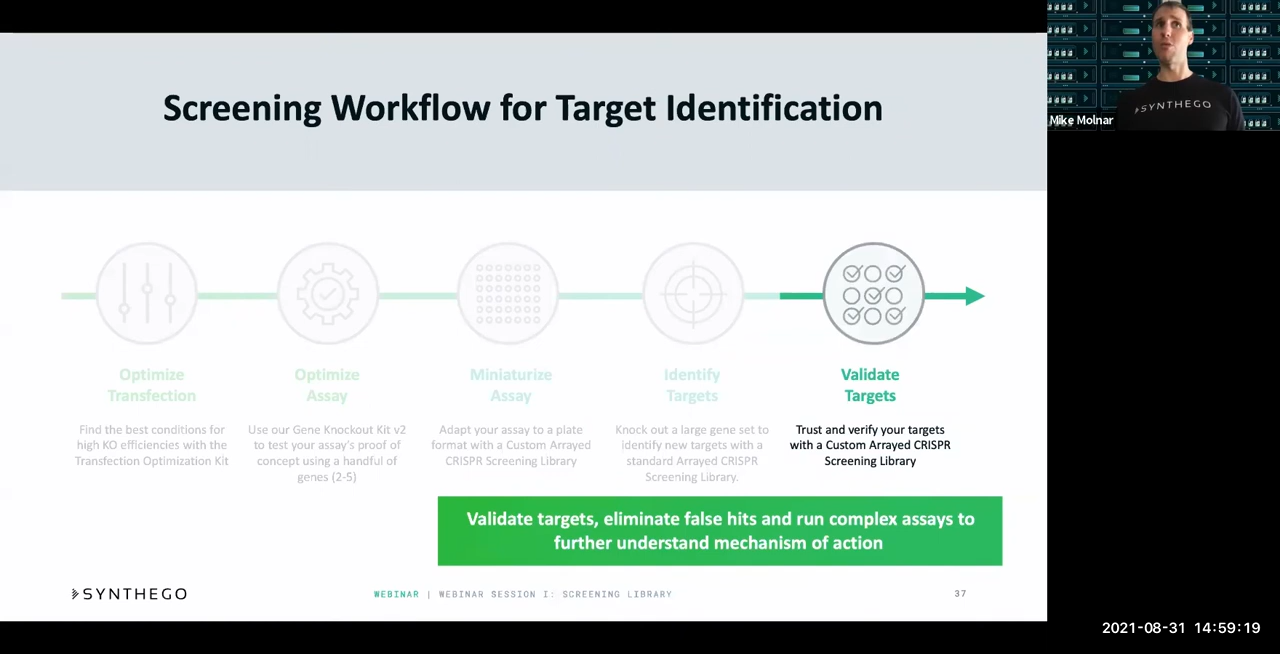 Screening Workflow for Target Identification
SYNTHEGO
Mike Molnar
Optimize
Transfection
Find the best conditions for
high KO efficiencies with the
Transfection Optimization Kit
Optimize
Assay
Use our Gene Knockout Kit v2
to test your assay's proof of
concept using a handful of
genes (2-5)
Miniaturize
Assay
Adapt your assay to a plate
format with a Custom Arrayed
CRISPR Screening Library
Identify
Targets
Knock out a large gene set to
identify new targets with a
standard Arrayed CRISPR
Screening Library.
Validate
Targets
Trust and verify your targets
with a Custom Arrayed CRISPR
Screening Library
Validate targets, eliminate false hits and run complex assays to
further understand mechanism of action
SYNTHEGO
WEBINAR | WEBINAR SESSION I: SCREENING LIBRARY
37
2021-08-31 14:59:19